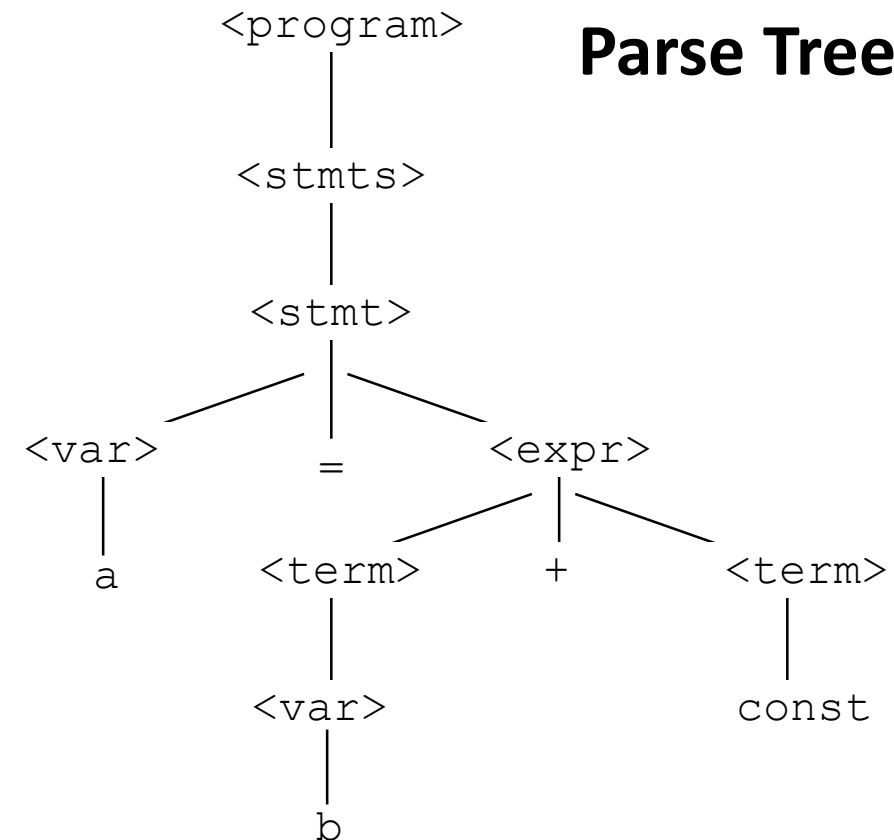 <program>
Parse Tree
<stmts>
<stmt>
<var> = <expr>
a <term> + <term>
<var> const
b